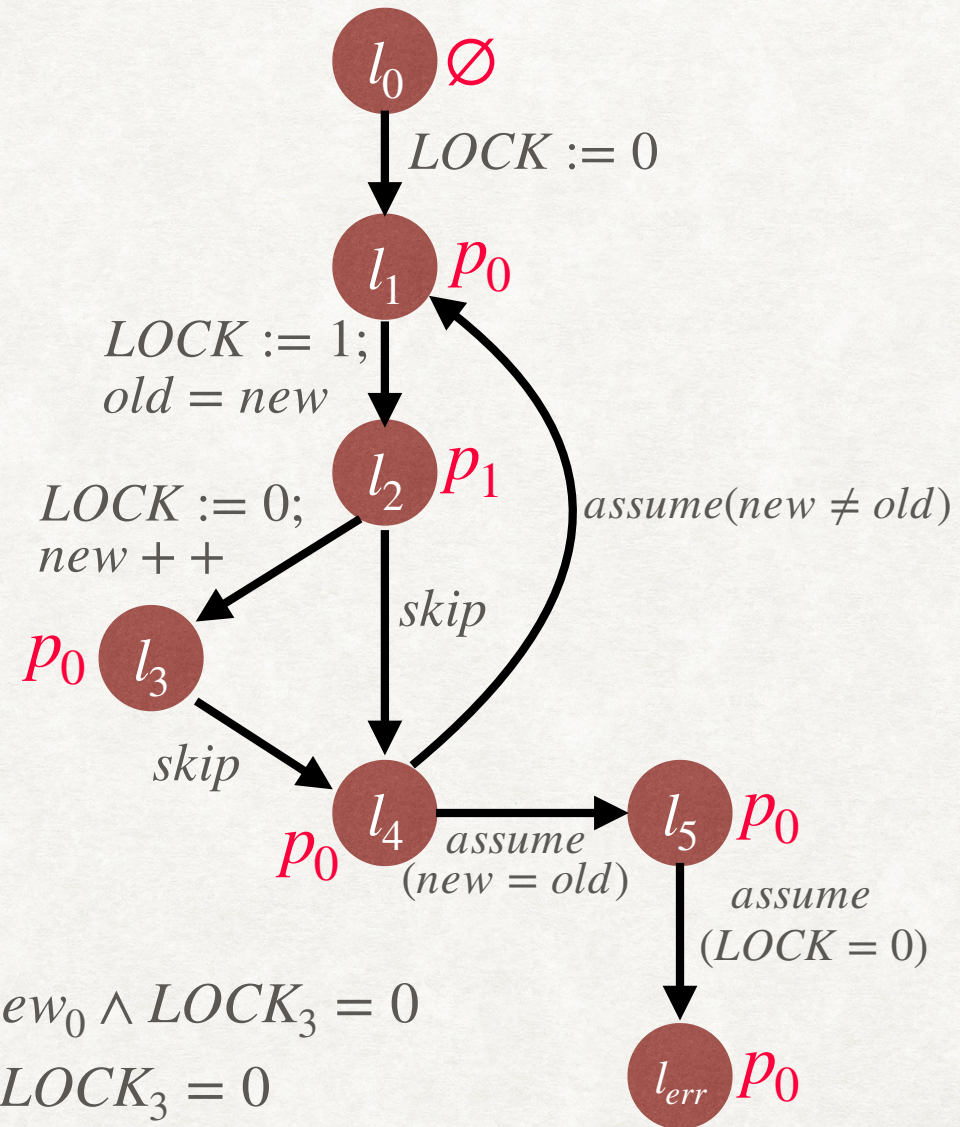 l₀ ∅
LOCK := 0
l₁ p₀
LOCK := 1;
old = new
l₂ p₁
assume(new ≠ old)
LOCK := 0;
new + +
skip
p₀ l₃
skip
p₀ l₄
assume
(new = old)
l₅ p₀
assume
(LOCK = 0)
ew₀ ∧ LOCK₃ = 0
LOCK₃ = 0
l_err p₀